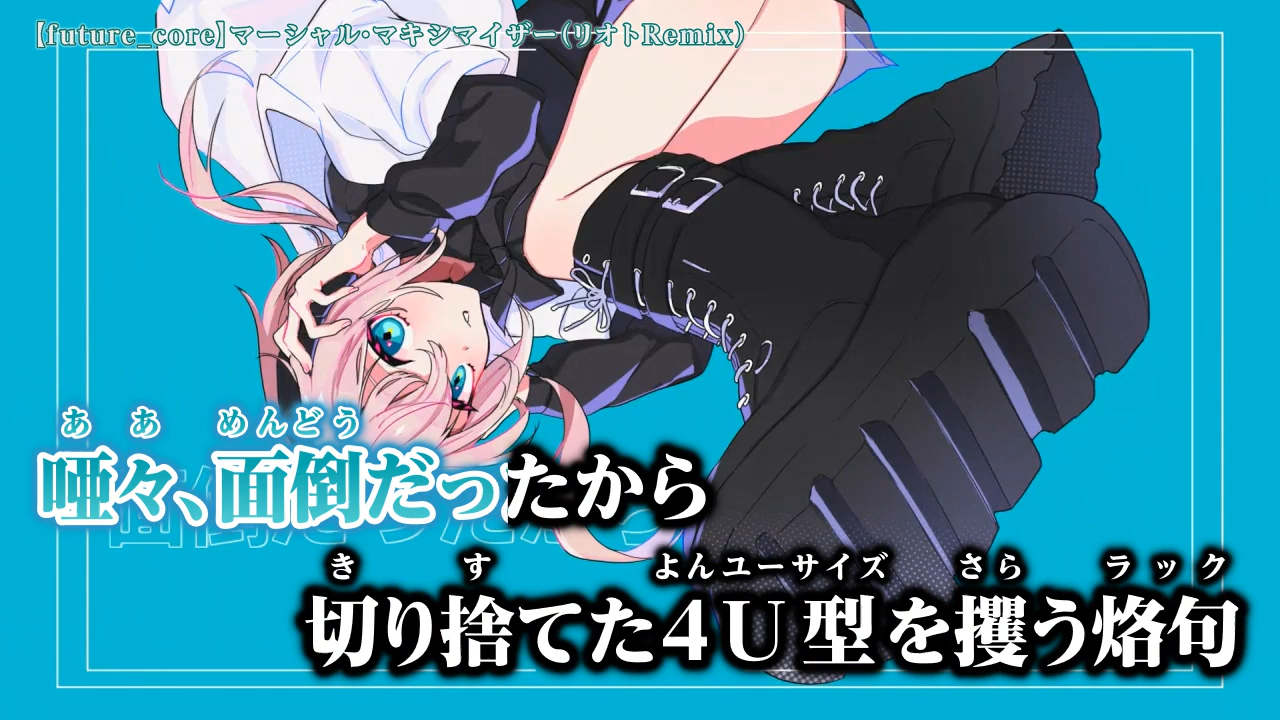 【future_core】マーシャル・マキシマイザー（リオトRemix）
ああ めんどう
唖々、面倒だったから
き す よんユーサイズ さら ラック
切り捨てた４Ｕ型を攫う烙句